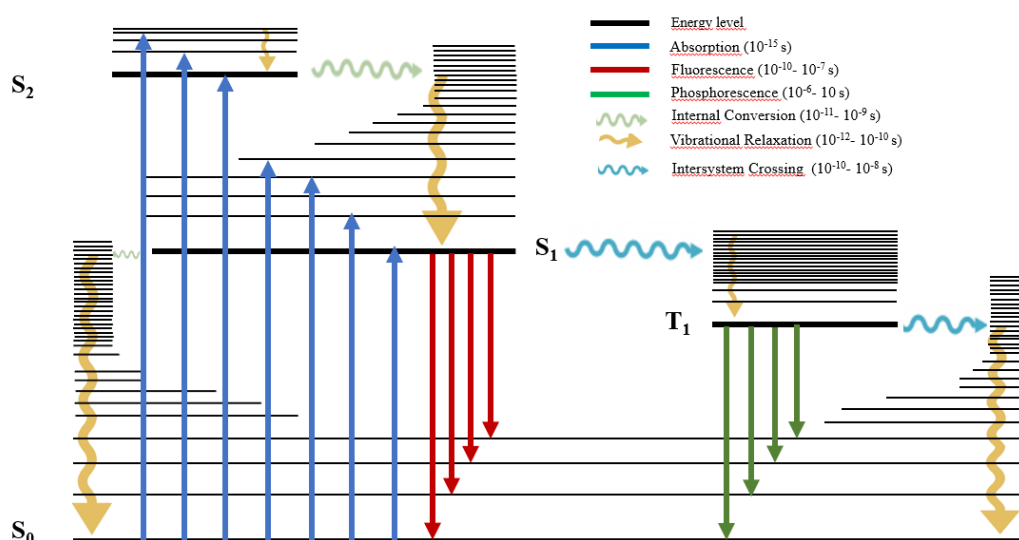 Energy level
Absorption (10⁻¹⁵ s)
Fluorescence (10⁻¹⁰- 10⁻⁷ s)
Phosphorescence (10⁻⁶- 10 s)
Internal Conversion (10⁻¹¹- 10⁻⁹ s)
Vibrational Relaxation (10⁻¹²- 10⁻¹⁰ s)
Intersystem Crossing (10⁻¹⁰- 10⁻⁸ s)
S₂
S₁
T₁
S₀